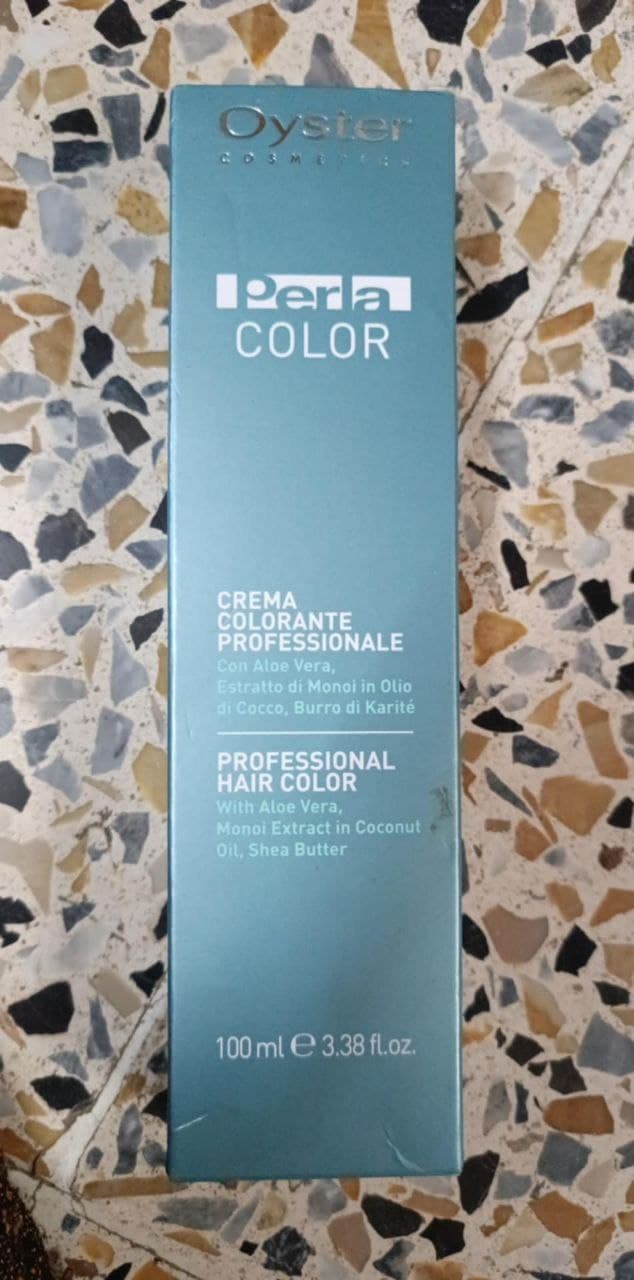 Oyster
COSMETICS
Perla
COLOR
CREMA
COLORANTE
PROFESSIONALE
Con Aloe Vera,
Estratto di Monoi in Olio
di Cocco, Burro di Karité
PROFESSIONAL
HAIR COLOR
With Aloe Vera,
Monoi Extract in Coconut
Oil, Shea Butter
100 ml ℮ 3.38 fl.oz.